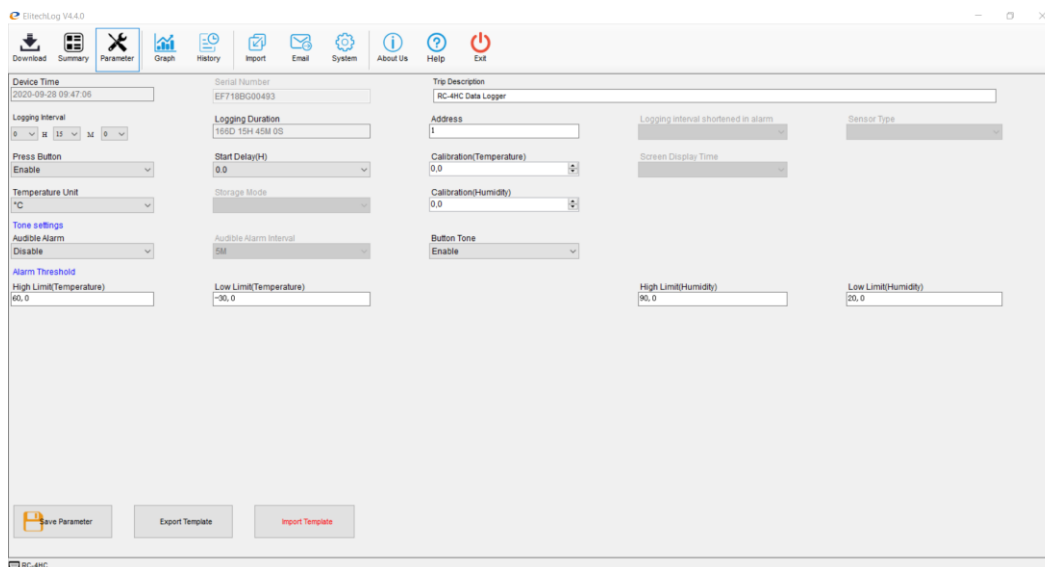 ElitechLog V4.4.0
Download Summary Parameter Graph History Import Email System About Us Help Exit
Device Time Serial Number Trip Description
2020-09-28 09:47:06 EF718BG00493 RC-4HC Data Logger
Logging Interval Logging Duration Address Logging interval shortened in alarm Sensor Type
0 H 15 M 0 166D 15H 45M 0S 1
Press Button Start Delay(H) Calibration(Temperature) Screen Display Time
Enable 0.0 0,0
Temperature Unit Storage Mode Calibration(Humidity)
°C 0,0
Tone settings
Audible Alarm Audible Alarm Interval Button Tone
Disable 5M Enable
Alarm Threshold
High Limit(Temperature) Low Limit(Temperature) High Limit(Humidity) Low Limit(Humidity)
60,0 -30,0 90,0 20,0
Save Parameter Export Template Import Template
RC-4HC